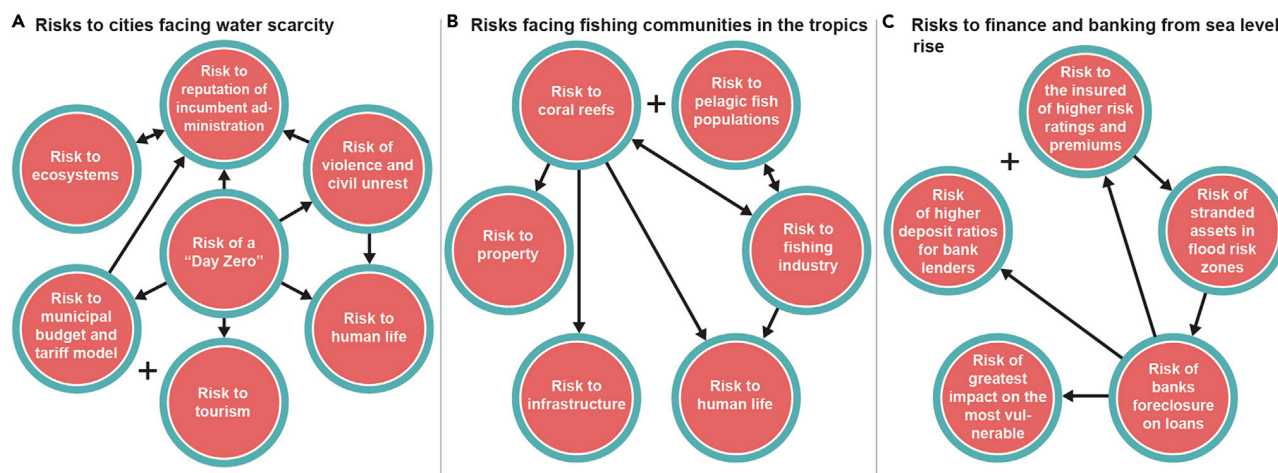 A Risks to cities facing water scarcity
Risk to
reputation of
incumbent ad-
ministration
Risk to
ecosystems
Risk of
violence and
civil unrest
Risk of a
“Day Zero”
Risk to
municipal
budget and
tariff model
Risk to
human life
+
Risk to
tourism
B Risks facing fishing communities in the tropics
Risk to
coral reefs
+
Risk to
pelagic fish
populations
Risk to
property
Risk to
fishing
industry
Risk to
infrastructure
Risk to
human life
C Risks to finance and banking from sea level
rise
Risk to
the insured
of higher risk
ratings and
premiums
+
Risk
of higher
deposit ratios
for bank
lenders
Risk of
stranded
assets in
flood risk
zones
Risk of
greatest
impact on the
most vul-
nerable
Risk of
banks
foreclosure
on loans